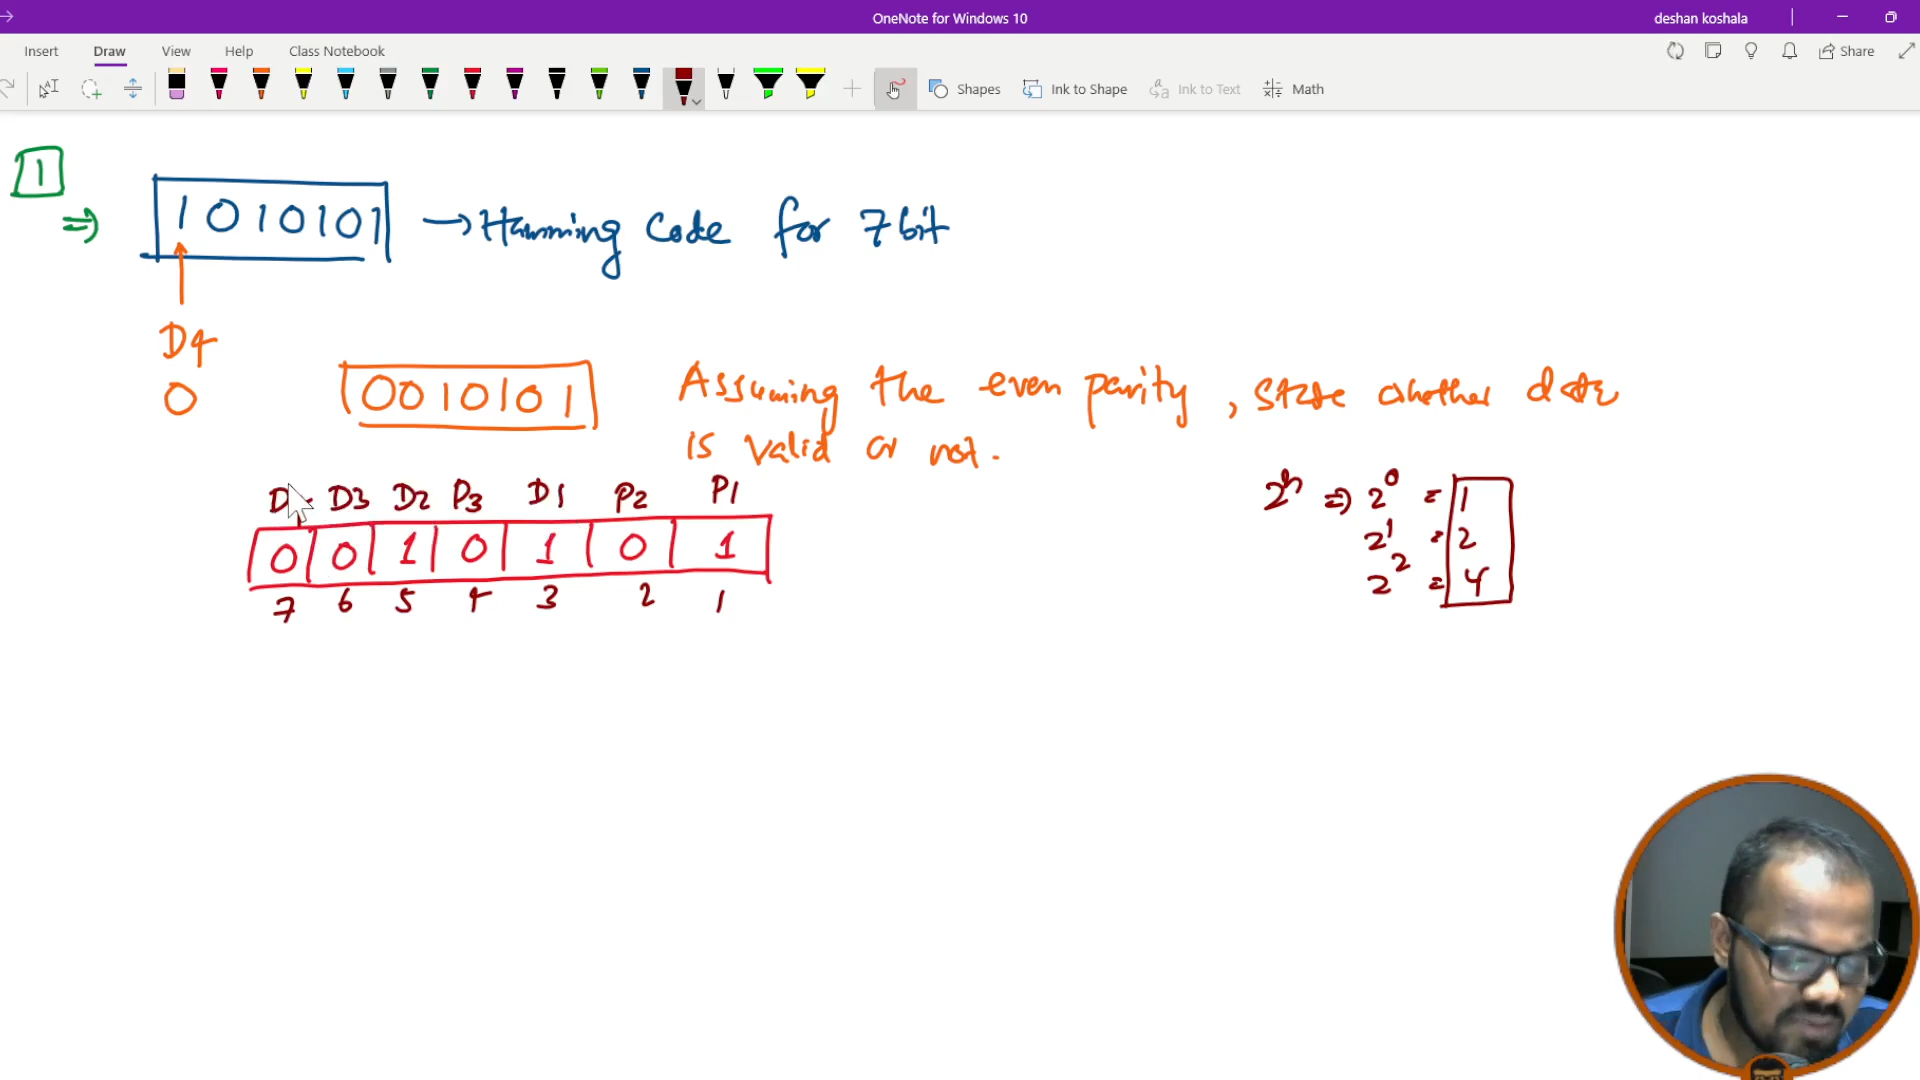 OneNote for Windows 10
deshan koshala
Insert Draw View Help Class Notebook
Share
Shapes Ink to Shape Ink to Text Math
1
⇒ 1010101 → Hamming Code for 7 bit
D4
0 0010101 Assuming the even parity, state whether data
is valid or not.
D D3 D2 P3 D1 P2 P1
0 0 1 0 1 0 1
7 6 5 4 3 2 1
2^n ⇒ 2^0 = 1
2^1 = 2
2^2 = 4